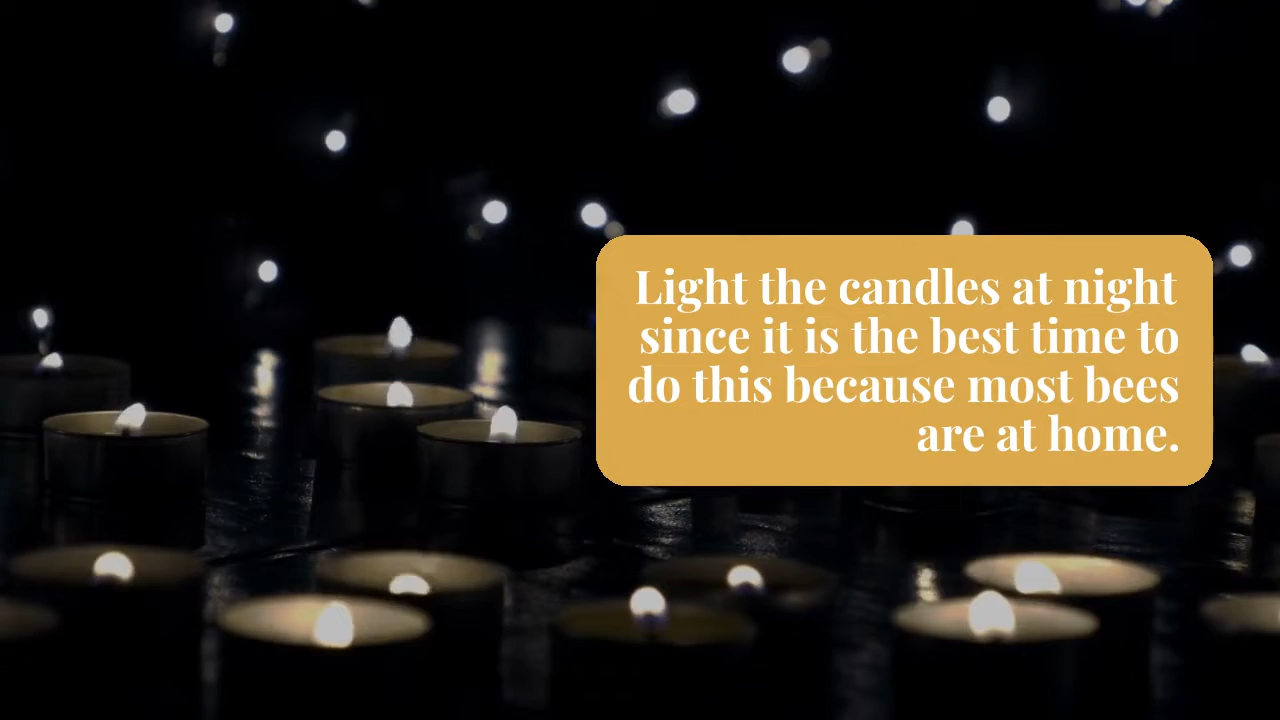 Light the candles at night
since it is the best time to
do this because most bees
are at home.